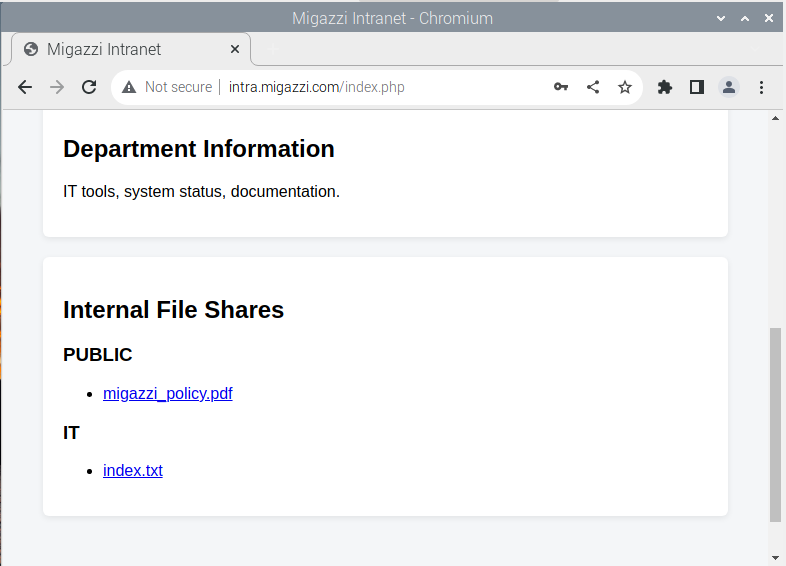 Migazzi Intranet - Chromium
Migazzi Intranet
Not secure intra.migazzi.com/index.php
Department Information
IT tools, system status, documentation.
Internal File Shares
PUBLIC
migazzi_policy.pdf
IT
index.txt